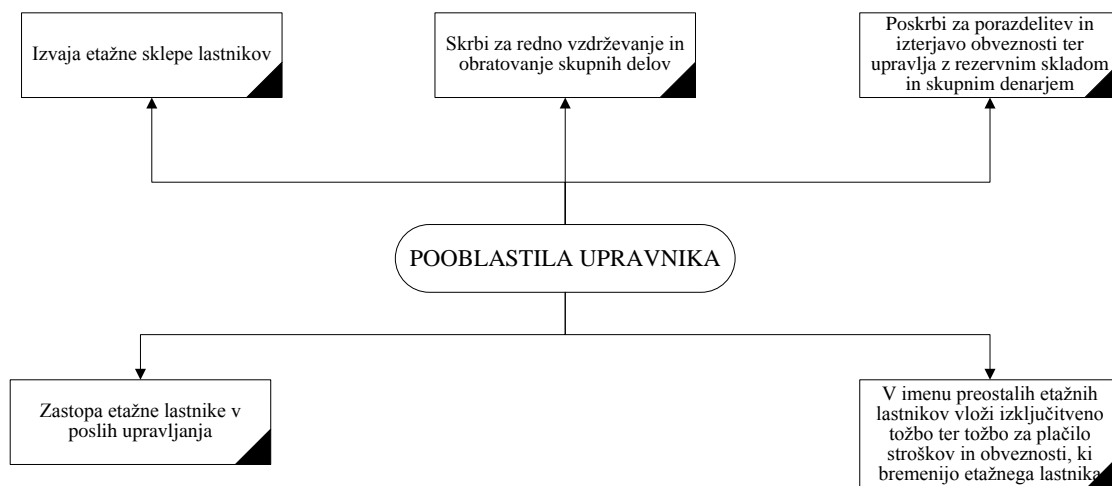 Izvaja etažne sklepe lastnikov
Skrbi za redno vzdrževanje in
obratovanje skupnih delov
Poskrbi za porazdelitev in
izterjavo obveznosti ter
upravlja z rezervnim skladom
in skupnim denarjem
POOBLASTILA UPRAVNIKA
Zastopa etažne lastnike v
poslih upravljanja
V imenu preostalih etažnih
lastnikov vloži izključitveno
tožbo ter tožbo za plačilo
stroškov in obveznosti, ki
bremenijo etažnega lastnika